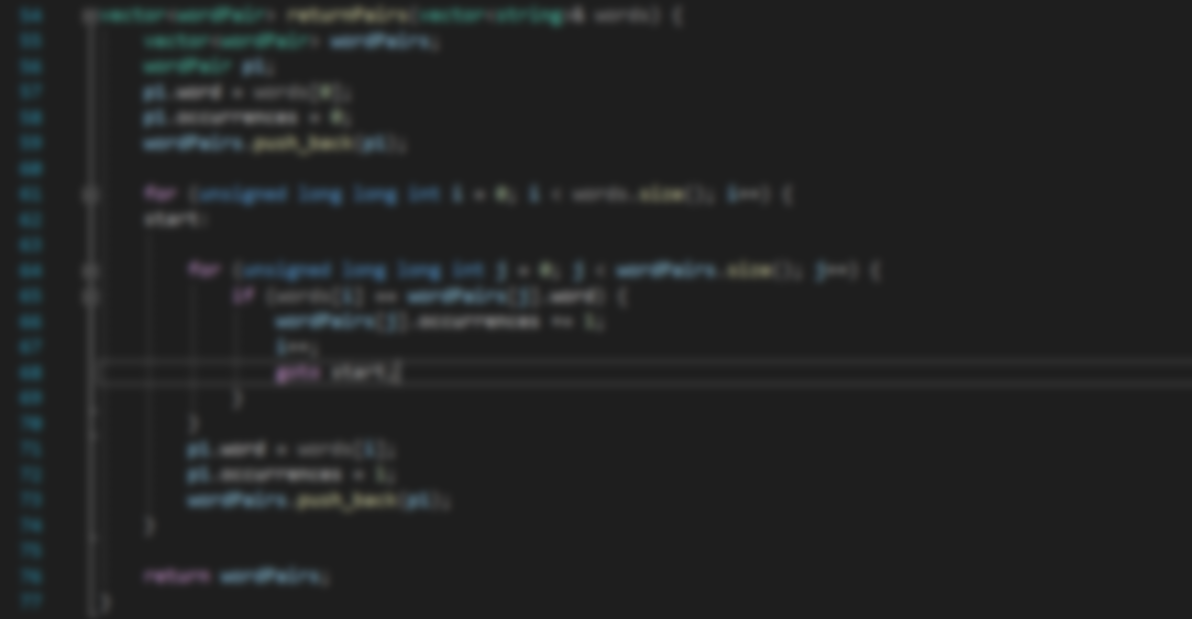 54 vector<wordPair> returnPairs(vector<string>& words) {
55 vector<wordPair> wordPairs;
56 wordPair p1;
57 p1.word = words[0];
58 p1.occurrences = 0;
59 wordPairs.push_back(p1);
60
61 for (unsigned long long int i = 0; i < words.size(); i++) {
62 start:
63
64 for (unsigned long long int j = 0; j < wordPairs.size(); j++) {
65 if (words[i] == wordPairs[j].word) {
66 wordPairs[j].occurrences += 1;
67 i++;
68 goto start;
69 }
70 }
71 p1.word = words[i];
72 p1.occurrences = 1;
73 wordPairs.push_back(p1);
74 }
75
76 return wordPairs;
77 }